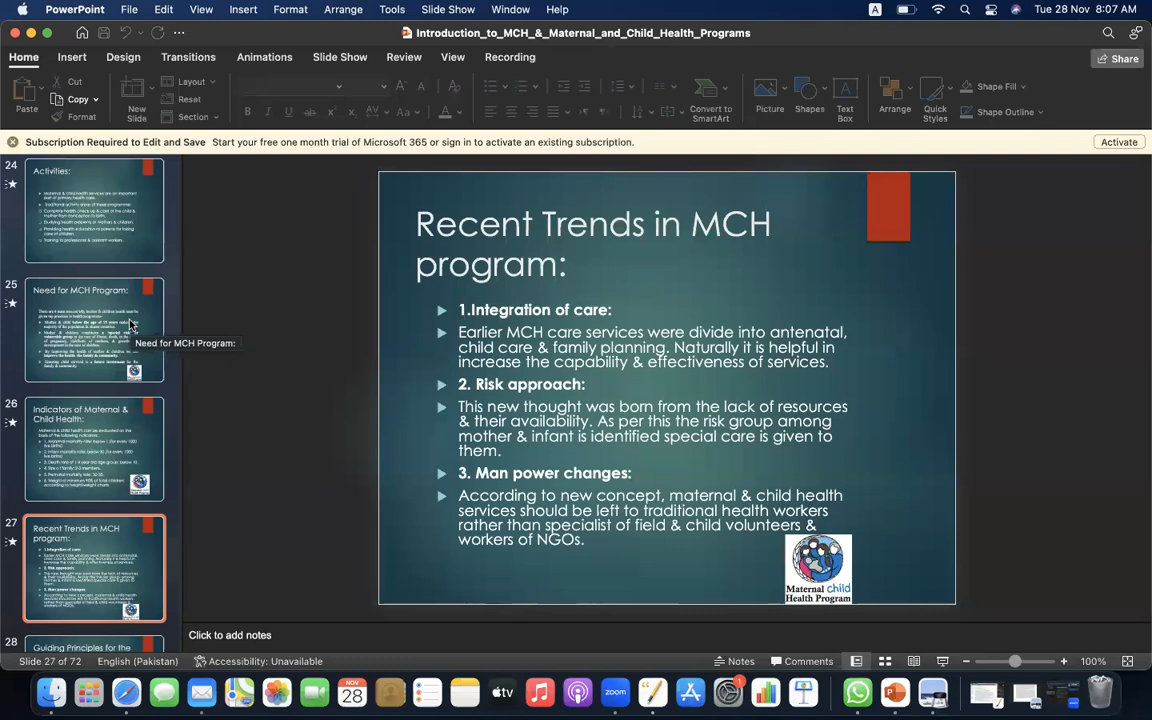 PowerPoint File Edit View Insert Format Arrange Tools Slide Show Window Help A Tue 28 Nov 8:07 AM
Introduction_to_MCH_&_Maternal_and_Child_Health_Programs
Home Insert Design Transitions Animations Slide Show Review View Recording Share
Paste Cut Copy Format New Slide Layout Reset Section Convert to SmartArt Picture Shapes Text Box Arrange Quick Styles Shape Fill Shape Outline
Subscription Required to Edit and Save Start your free one month trial of Microsoft 365 or sign in to activate an existing subscription. Activate
24
Activities:
25
Need for MCH Program:
Need for MCH Program:
26
Indicators of Maternal &
Child Health:
27
Recent Trends in MCH
program:
28
Guiding Principles for the
Recent Trends in MCH
program:
1.Integration of care:
Earlier MCH care services were divide into antenatal,
child care & family planning. Naturally it is helpful in
increase the capability & effectiveness of services.
2. Risk approach:
This new thought was born from the lack of resources
& their availability. As per this the risk group among
mother & infant is identified special care is given to
them.
3. Man power changes:
According to new concept, maternal & child health
services should be left to traditional health workers
rather than specialist of field & child volunteers &
workers of NGOs.
Maternal child
Health Program
Click to add notes
Slide 27 of 72 English (Pakistan) Accessibility: Unavailable Notes Comments 100%
NOV
28
tv
zoom
1